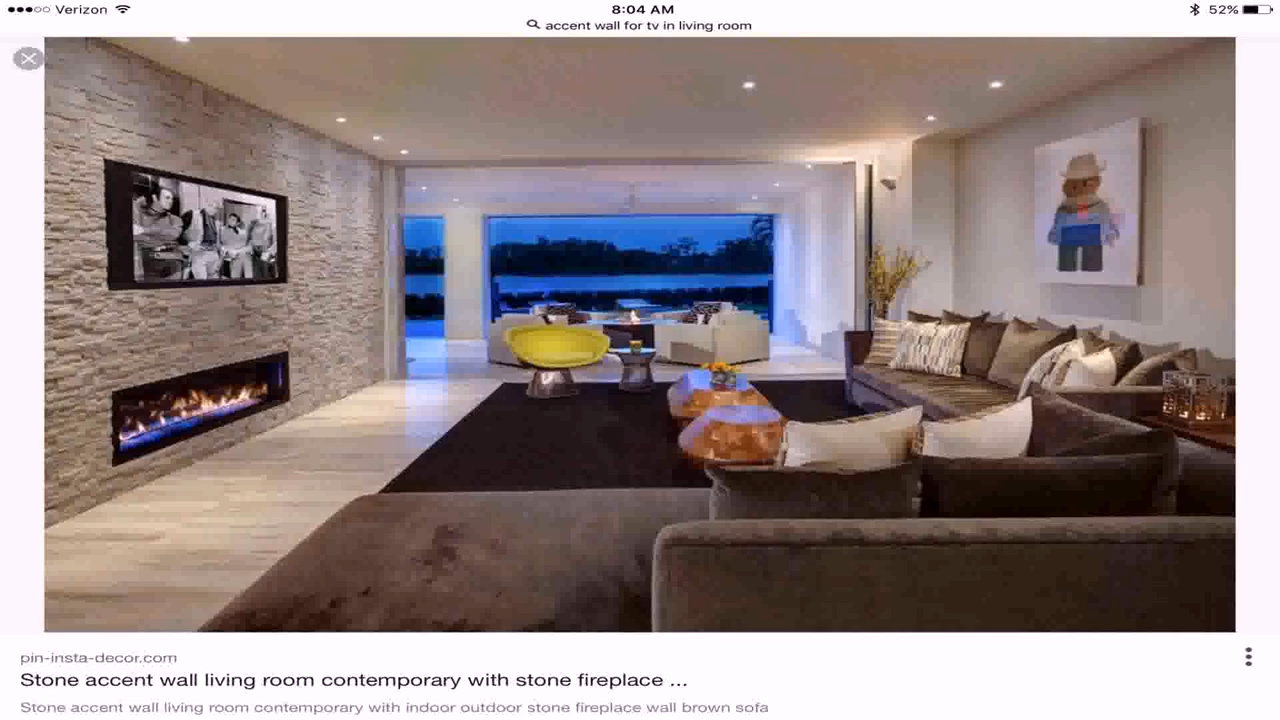 Verizon 8:04 AM 52%
accent wall for tv in living room
pin-insta-decor.com
Stone accent wall living room contemporary with stone fireplace ...
Stone accent wall living room contemporary with indoor outdoor stone fireplace wall brown sofa